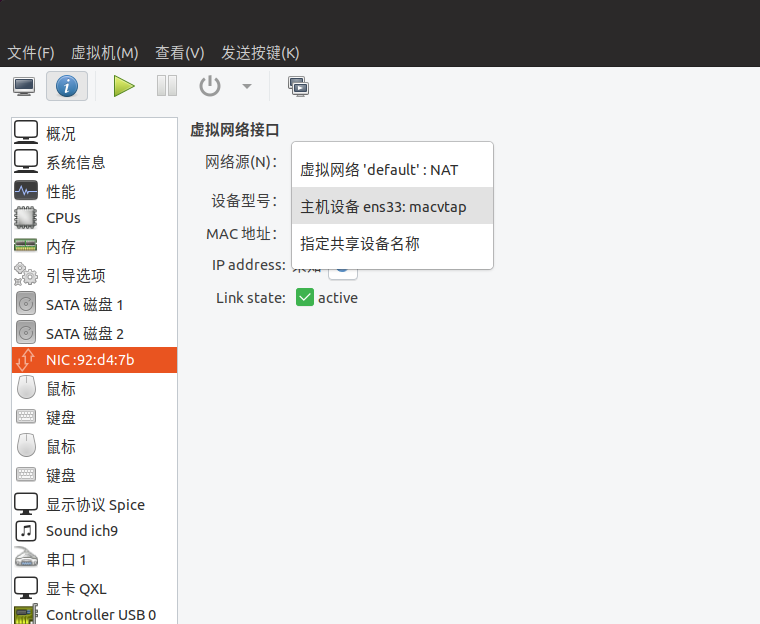 文件(F) 虚拟机(M) 查看(V) 发送按键(K)
概况
系统信息
性能
CPUs
内存
引导选项
SATA 磁盘 1
SATA 磁盘 2
NIC :92:d4:7b
鼠标
键盘
鼠标
键盘
显示协议 Spice
Sound ich9
串口 1
显卡 QXL
Controller USB 0
虚拟网络接口
网络源(N):
虚拟网络 'default' : NAT
设备型号:
主机设备 ens33: macvtap
MAC 地址:
指定共享设备名称
IP address:
Link state: active